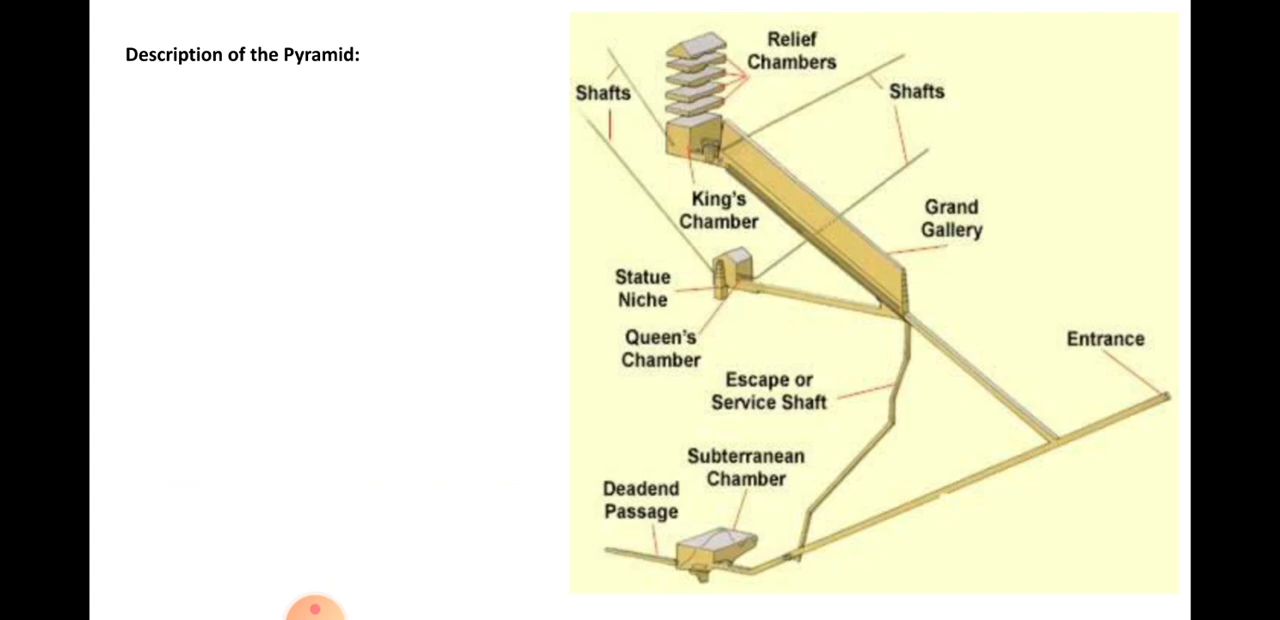 Description of the Pyramid:
Relief
Chambers
Shafts
Shafts
King's
Chamber
Grand
Gallery
Statue
Niche
Queen's
Chamber
Entrance
Escape or
Service Shaft
Subterranean
Chamber
Deadend
Passage